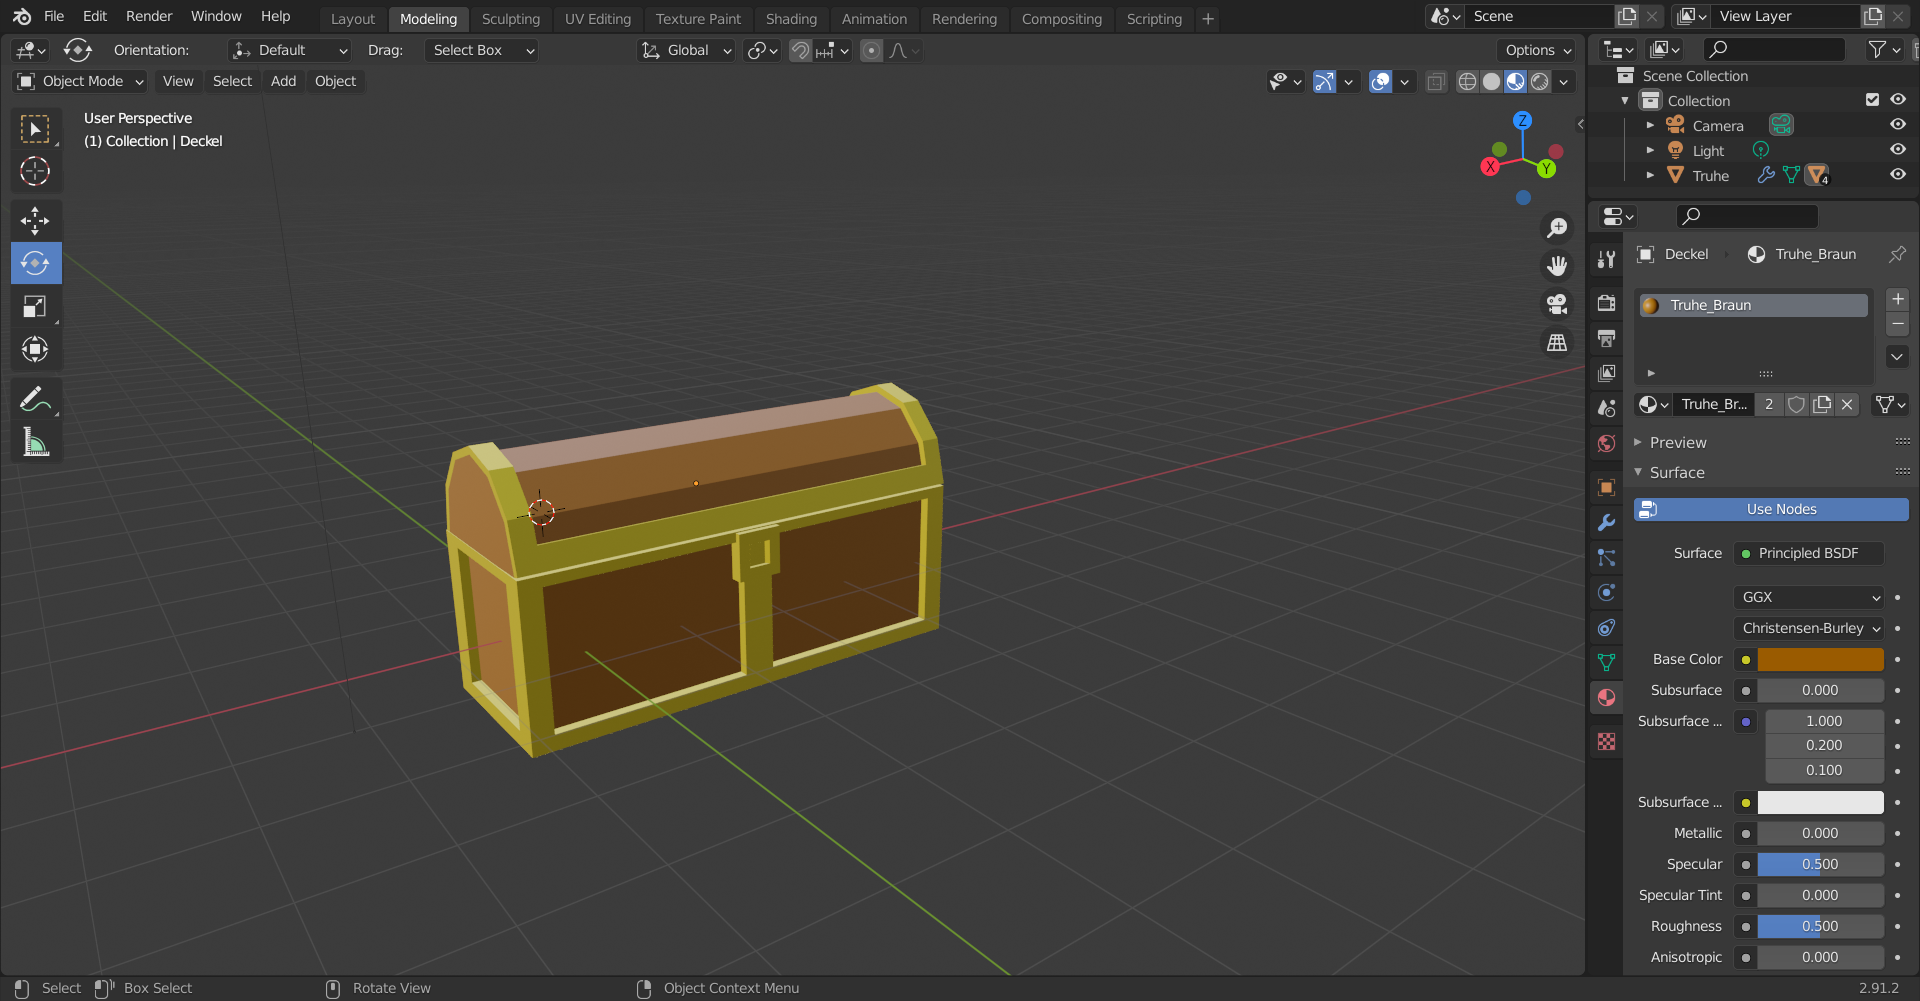 File Edit Render Window Help Layout Modeling Sculpting UV Editing Texture Paint Shading Animation Rendering Compositing Scripting + Scene View Layer
Orientation: Default Drag: Select Box Global Options
Object Mode View Select Add Object
User Perspective
(1) Collection | Deckel
Z
X
Y
Scene Collection
Collection
Camera
Light
Truhe 4
Deckel Truhe_Braun
Truhe_Braun
Truhe_Br... 2
Preview
Surface
Use Nodes
Surface Principled BSDF
GGX
Christensen-Burley
Base Color
Subsurface 0.000
Subsurface ... 1.000
0.200
0.100
Subsurface ...
Metallic 0.000
Specular 0.500
Specular Tint 0.000
Roughness 0.500
Anisotropic 0.000
Select Box Select Rotate View Object Context Menu 2.91.2